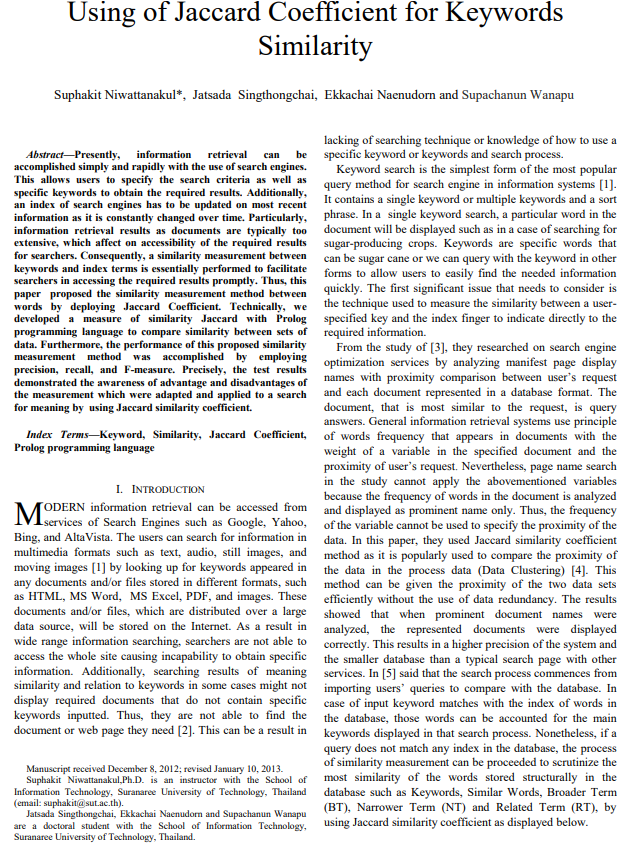 Using of Jaccard Coefficient for Keywords
Similarity
Suphakit Niwattanakul*, Jatsada Singthongchai, Ekkachai Naenudorn and Supachanun Wanapu
Abstract—Presently, information retrieval can be
accomplished simply and rapidly with the use of search engines.
This allows users to specify the search criteria as well as
specific keywords to obtain the required results. Additionally,
an index of search engines has to be updated on most recent
information as it is constantly changed over time. Particularly,
information retrieval results as documents are typically too
extensive, which affect on accessibility of the required results
for searchers. Consequently, a similarity measurement between
keywords and index terms is essentially performed to facilitate
searchers in accessing the required results promptly. Thus, this
paper proposed the similarity measurement method between
words by deploying Jaccard Coefficient. Technically, we
developed a measure of similarity Jaccard with Prolog
programming language to compare similarity between sets of
data. Furthermore, the performance of this proposed similarity
measurement method was accomplished by employing
precision, recall, and F-measure. Precisely, the test results
demonstrated the awareness of advantage and disadvantages of
the measurement which were adapted and applied to a search
for meaning by using Jaccard similarity coefficient.
Index Terms—Keyword, Similarity, Jaccard Coefficient,
Prolog programming language
I. INTRODUCTION
MODERN information retrieval can be accessed from
services of Search Engines such as Google, Yahoo,
Bing, and AltaVista. The users can search for information in
multimedia formats such as text, audio, still images, and
moving images [1] by looking up for keywords appeared in
any documents and/or files stored in different formats, such
as HTML, MS Word, MS Excel, PDF, and images. These
documents and/or files, which are distributed over a large
data source, will be stored on the Internet. As a result in
wide range information searching, searchers are not able to
access the whole site causing incapability to obtain specific
information. Additionally, searching results of meaning
similarity and relation to keywords in some cases might not
display required documents that do not contain specific
keywords inputted. Thus, they are not able to find the
document or web page they need [2]. This can be a result in
Manuscript received December 8, 2012; revised January 10, 2013.
Suphakit Niwattanakul,Ph.D. is an instructor with the School of
Information Technology, Suranaree University of Technology, Thailand
(email: suphakit@sut.ac.th).
Jatsada Singthongchai, Ekkachai Naenudorn and Supachanun Wanapu
are a doctoral student with the School of Information Technology,
Suranaree University of Technology, Thailand.
lacking of searching technique or knowledge of how to use a
specific keyword or keywords and search process.
Keyword search is the simplest form of the most popular
query method for search engine in information systems [1].
It contains a single keyword or multiple keywords and a sort
phrase. In a single keyword search, a particular word in the
document will be displayed such as in a case of searching for
sugar-producing crops. Keywords are specific words that
can be sugar cane or we can query with the keyword in other
forms to allow users to easily find the needed information
quickly. The first significant issue that needs to consider is
the technique used to measure the similarity between a user-
specified key and the index finger to indicate directly to the
required information.
From the study of [3], they researched on search engine
optimization services by analyzing manifest page display
names with proximity comparison between user's request
and each document represented in a database format. The
document, that is most similar to the request, is query
answers. General information retrieval systems use principle
of words frequency that appears in documents with the
weight of a variable in the specified document and the
proximity of user's request. Nevertheless, page name search
in the study cannot apply the abovementioned variables
because the frequency of words in the document is analyzed
and displayed as prominent name only. Thus, the frequency
of the variable cannot be used to specify the proximity of the
data. In this paper, they used Jaccard similarity coefficient
method as it is popularly used to compare the proximity of
the data in the process data (Data Clustering) [4]. This
method can be given the proximity of the two data sets
efficiently without the use of data redundancy. The results
showed that when prominent document names were
analyzed, the represented documents were displayed
correctly. This results in a higher precision of the system and
the smaller database than a typical search page with other
services. In [5] said that the search process commences from
importing users' queries to compare with the database. In
case of input keyword matches with the index of words in
the database, those words can be accounted for the main
keywords displayed in that search process. Nonetheless, if a
query does not match any index in the database, the process
of similarity measurement can be proceeded to scrutinize the
most similarity of the words stored structurally in the
database such as Keywords, Similar Words, Broader Term
(BT), Narrower Term (NT) and Related Term (RT), by
using Jaccard similarity coefficient as displayed below.